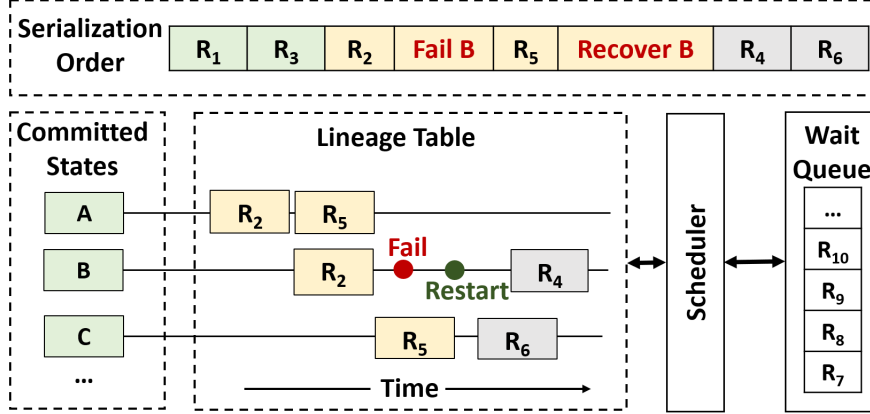 Serialization
Order
R1 R3 R2 Fail B R5 Recover B R4 R6
Committed
States
Lineage Table
Wait
Queue
A R2 R5
B R2 Fail Restart R4
C R5 R6
...
Time
Scheduler
...
R10
R9
R8
R7